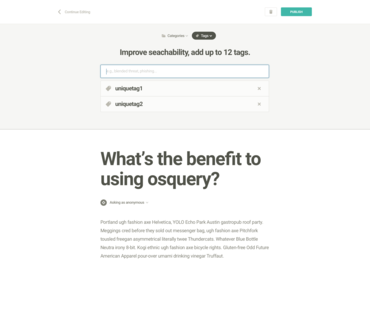 Continue Editing
Publish
Categories
Tags
Improve seachability, add up to 12 tags.
uniquetag1
uniquetag2
What's the benefit to
using osquery?
Asking as anonymous
Portland ugh fashion axe Helvetica, YOLO Echo Park Austin gastropub roof party.
Meggings cred before they sold out messenger bag, ugh fashion axe Pitchfork
tousled freegan asymmetrical literally twee Thundercats. Whatever Blue Bottle
Neutra irony 8-bit. Kogi ethnic ugh fashion axe bicycle rights. Gluten-free Odd Future
American Apparel pour-over umami drinking vinegar Truffaut.